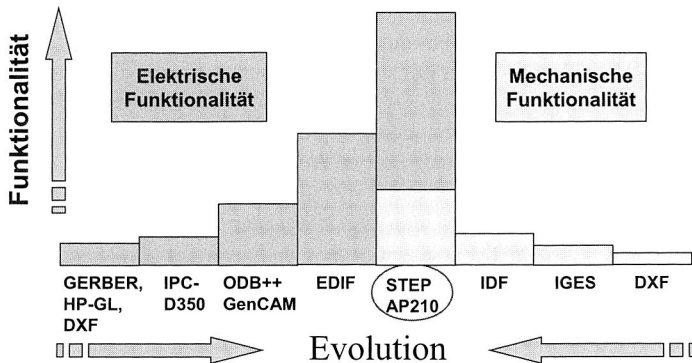 Funktionalität
Elektrische
Funktionalität
Mechanische
Funktionalität
GERBER,
HP-GL,
DXF
IPC-
D350
ODB++
GenCAM
EDIF
STEP
AP210
IDF
IGES
DXF
Evolution